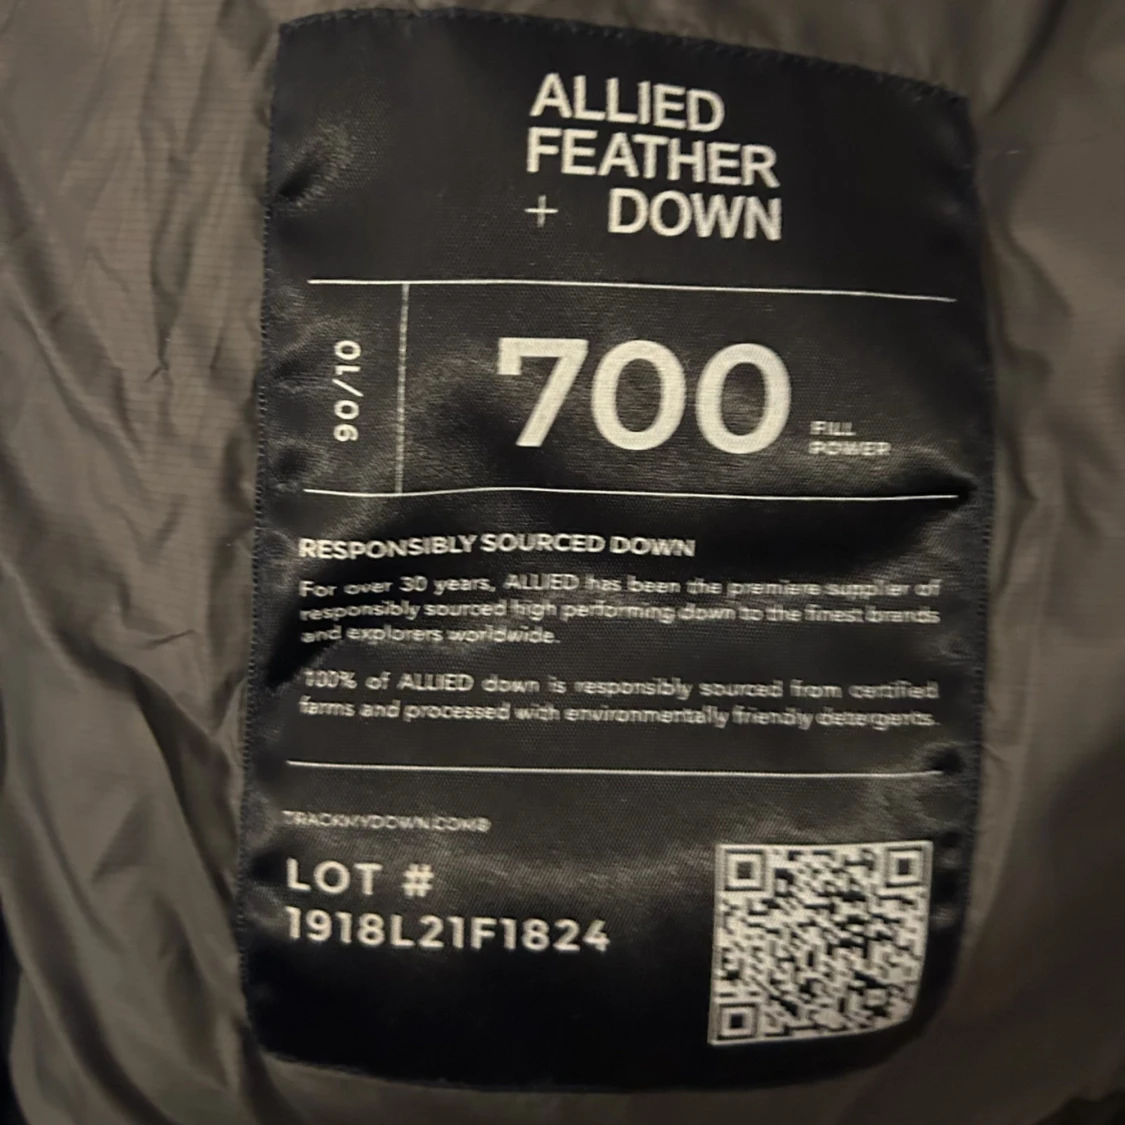 ALLIED
FEATHER
+ DOWN
90/10
700
FILL
POWER
RESPONSIBLY SOURCED DOWN
For over 30 years, ALLIED has been the premiere supplier of
responsibly sourced high performing down to the finest brands
and explorers worldwide.
100% of ALLIED down is responsibly sourced from certified
farms and processed with environmentally friendly detergents.
TRACKMYDOWN.COM®
LOT #
1918L21F1824